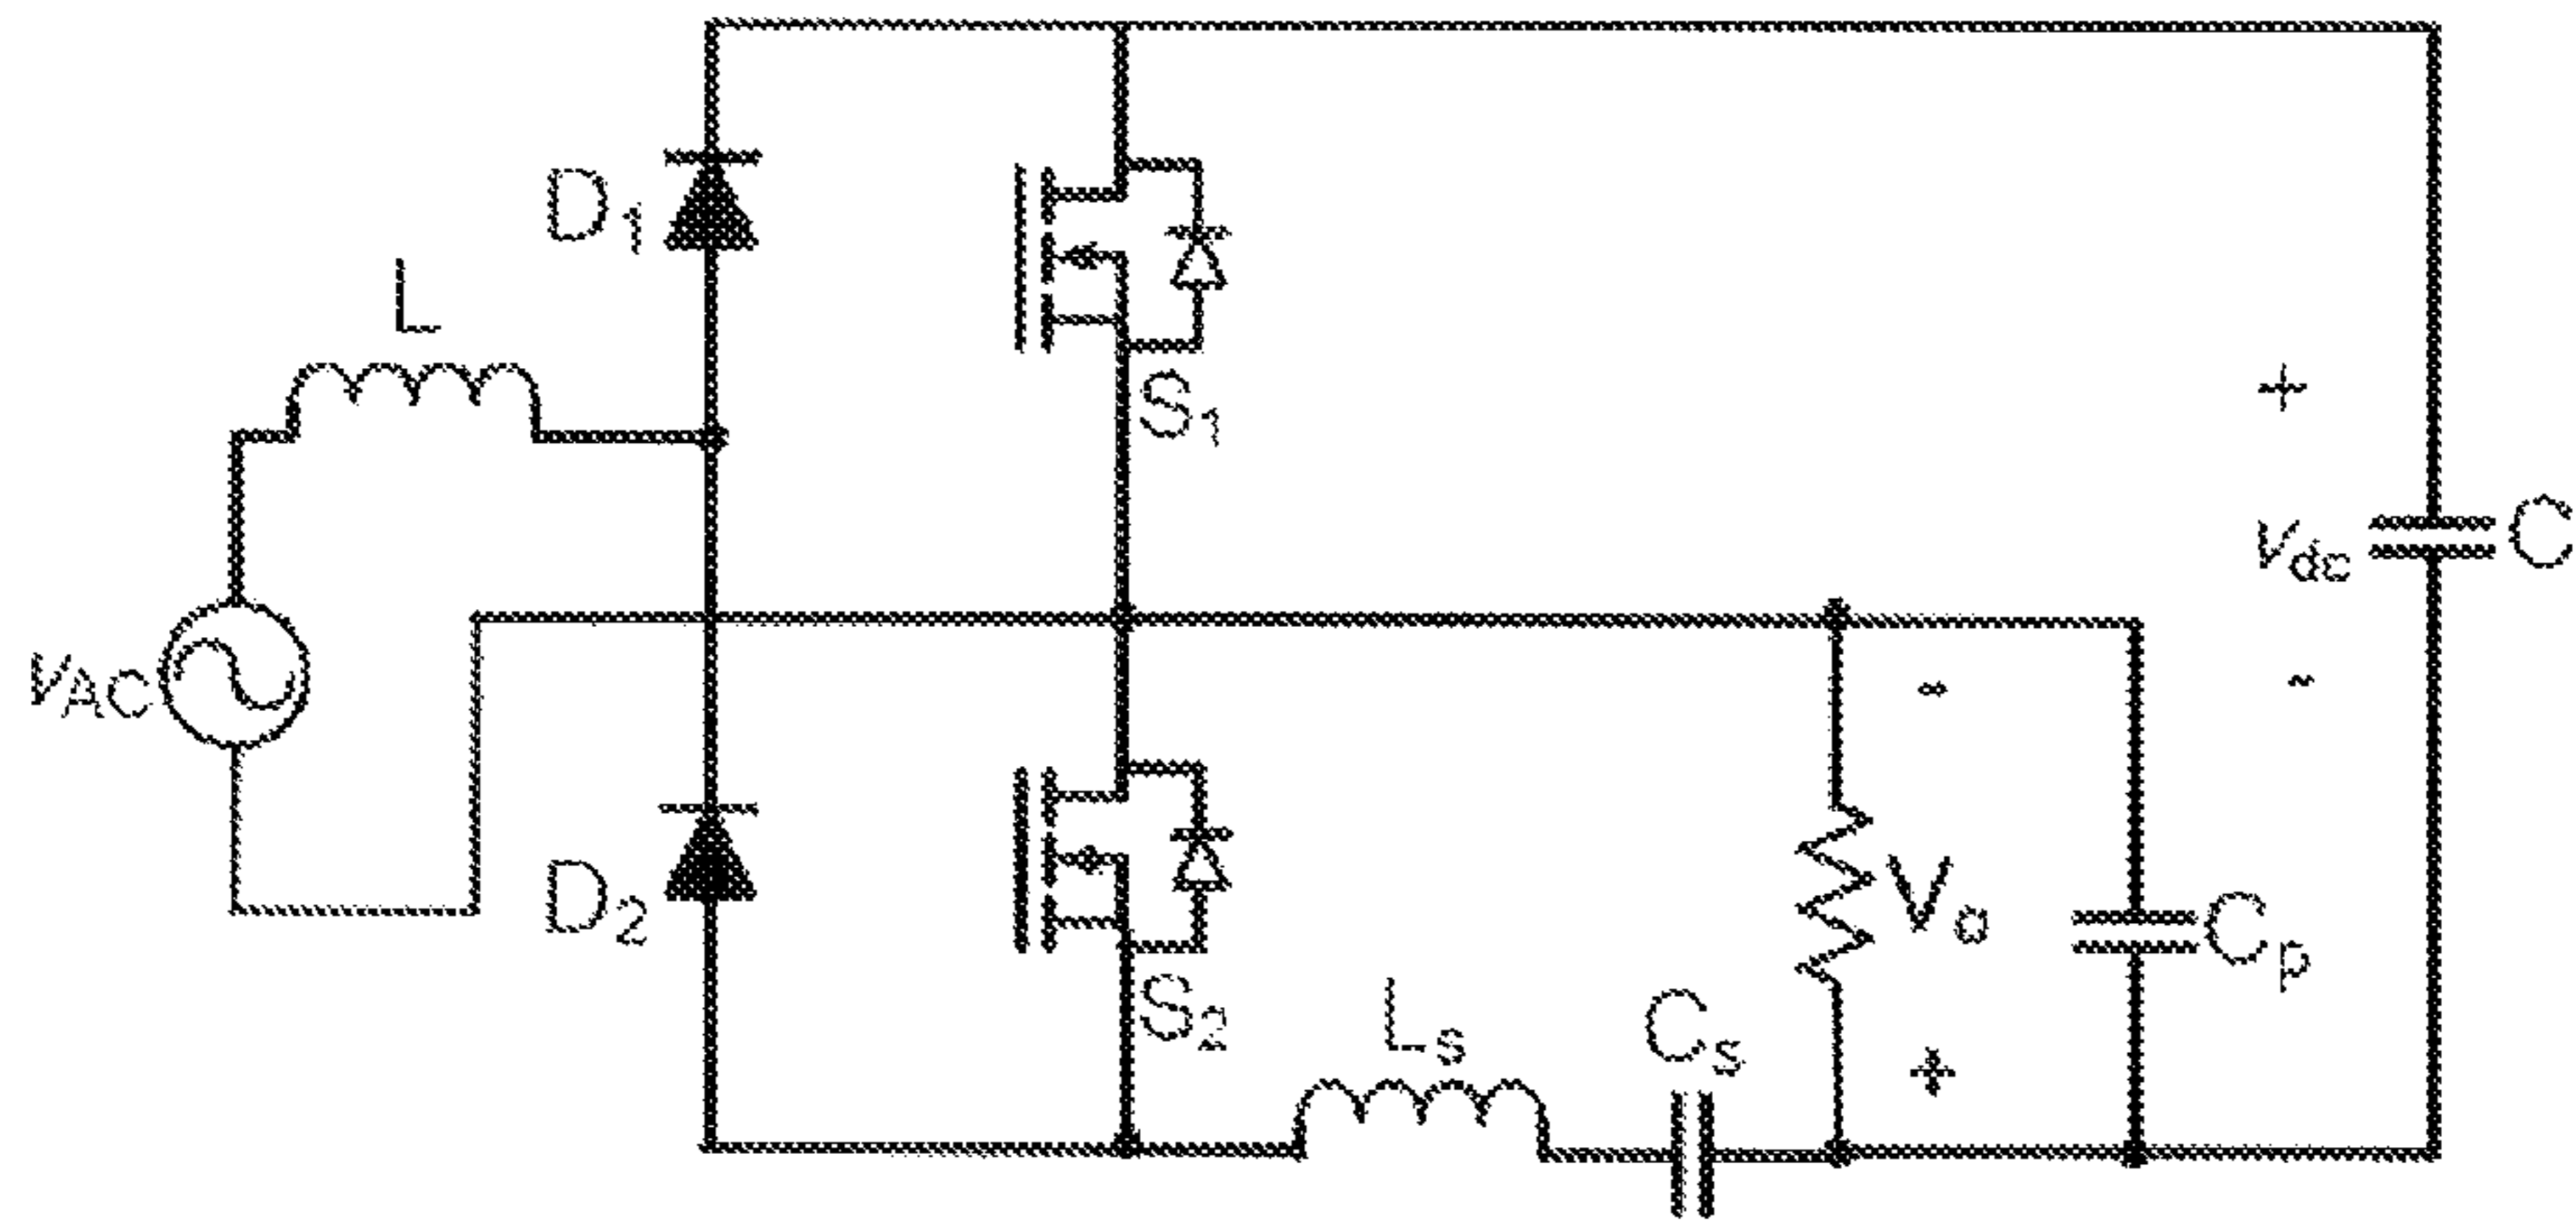 D1
L
S1
+
vdc
C
vAC
-
-
D2
Vo
Cp
S2
Ls
Cs
+